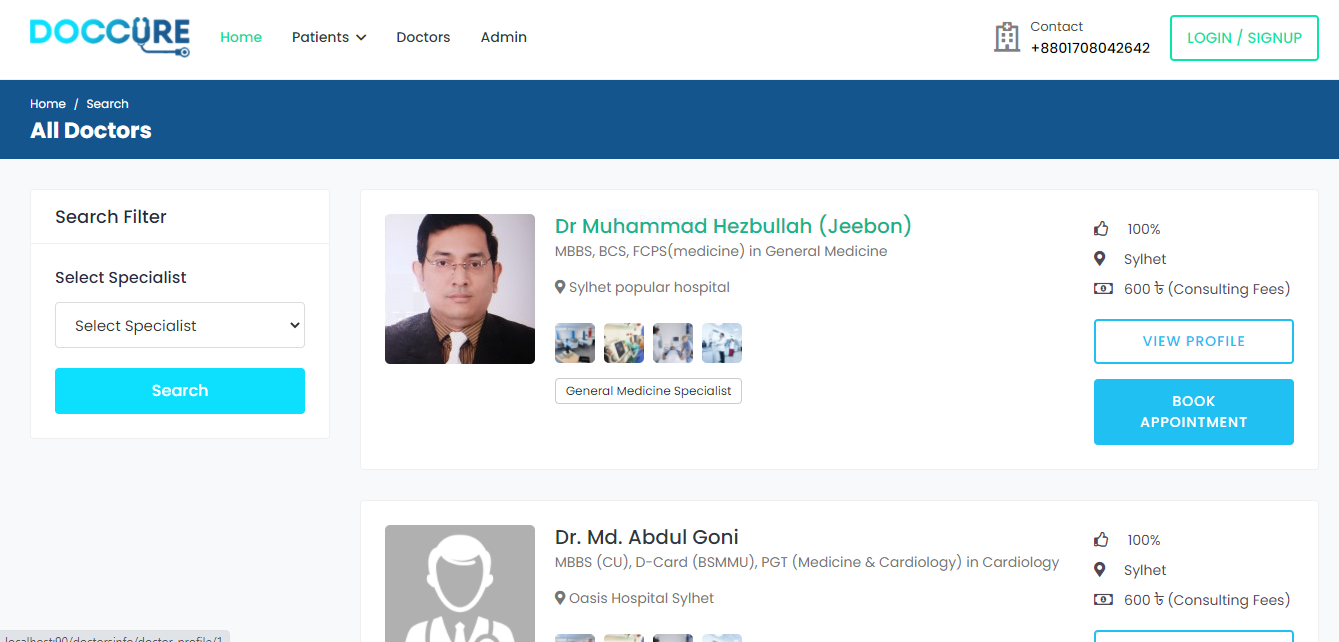 DOCCURE
Home
Patients
Doctors
Admin
Contact
+8801708042642
LOGIN / SIGNUP
Home / Search
All Doctors
Search Filter
Select Specialist
Select Specialist
Search
Dr Muhammad Hezbullah (Jeebon)
MBBS, BCS, FCPS(medicine) in General Medicine
Sylhet popular hospital
General Medicine Specialist
100%
Sylhet
600 ৳ (Consulting Fees)
VIEW PROFILE
BOOK
APPOINTMENT
Dr. Md. Abdul Goni
MBBS (CU), D-Card (BSMMU), PGT (Medicine & Cardiology) in Cardiology
Oasis Hospital Sylhet
100%
Sylhet
600 ৳ (Consulting Fees)
localhost:90/doctorsinfo/doctor-profile/1